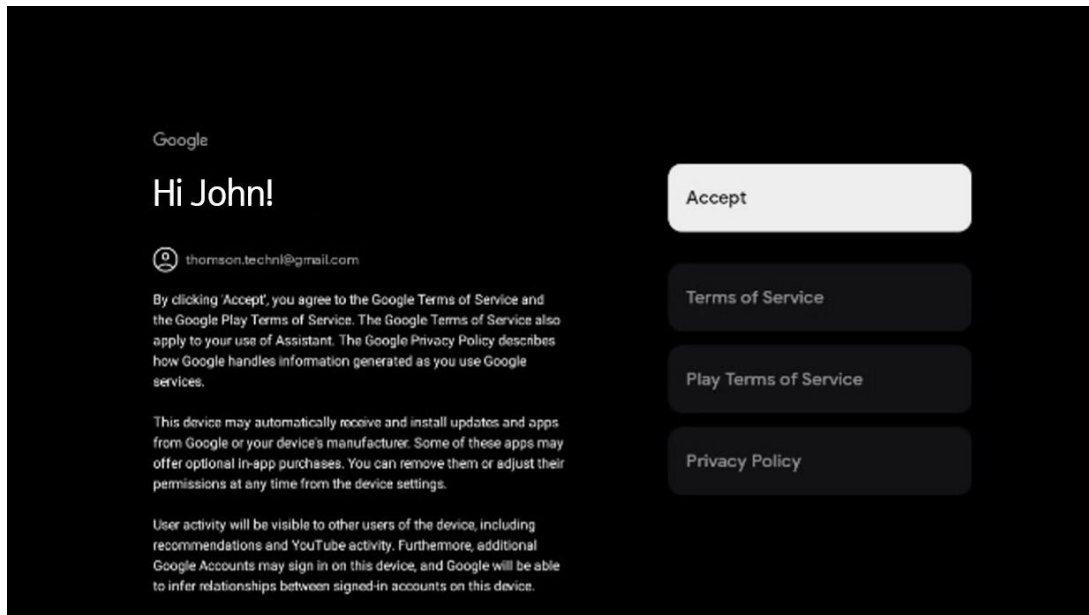 Google
Hi John!
thomson.technl@gmail.com
By clicking 'Accept', you agree to the Google Terms of Service and
the Google Play Terms of Service. The Google Terms of Service also
apply to your use of Assistant. The Google Privacy Policy describes
how Google handles information generated as you use Google
services.
This device may automatically receive and install updates and apps
from Google or your device's manufacturer. Some of these apps may
offer optional in-app purchases. You can remove them or adjust their
permissions at any time from the device settings.
User activity will be visible to other users of the device, including
recommendations and YouTube activity. Furthermore, additional
Google Accounts may sign in on this device, and Google will be able
to infer relationships between signed-in accounts on this device.
Accept
Terms of Service
Play Terms of Service
Privacy Policy